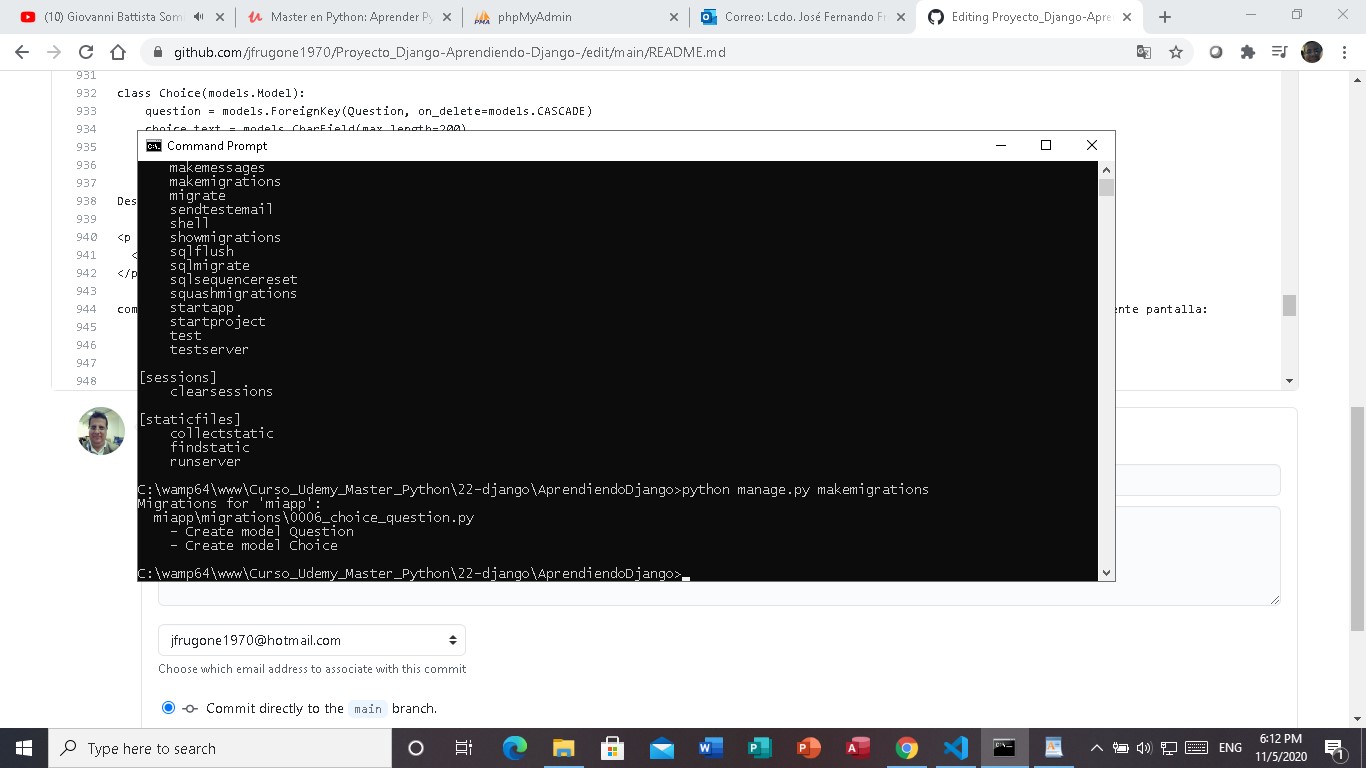 (10) Giovanni Battista Som
Master en Python: Aprender Py
phpMyAdmin
Correo: Lcdo. José Fernando Fr
Editing Proyecto_Django-Apre
github.com/jfrugone1970/Proyecto_Django-Aprendiendo-Django-/edit/main/README.md
931
932 class Choice(models.Model):
933 question = models.ForeignKey(Question, on_delete=models.CASCADE)
934 choice_text = models.CharField(max_length=200)
935
936
937
938 Des
939
940 <p
941 <
942 </p
943
944 com
ente pantalla:
945
946
947
948
Command Prompt
makemessages
makemigrations
migrate
sendtestemail
shell
showmigrations
sqlflush
sqlmigrate
sqlsequencereset
squashmigrations
startapp
startproject
test
testserver
[sessions]
clearsessions
[staticfiles]
collectstatic
findstatic
runserver
C:\wamp64\www\Curso_Udemy_Master_Python\22-django\AprendiendoDjango>python manage.py makemigrations
Migrations for 'miapp':
miapp\migrations\0006_choice_question.py
- Create model Question
- Create model Choice
C:\wamp64\www\Curso_Udemy_Master_Python\22-django\AprendiendoDjango>
jfrugone1970@hotmail.com
Choose which email address to associate with this commit
Commit directly to the main branch.
Type here to search
ENG
6:12 PM
11/5/2020
1